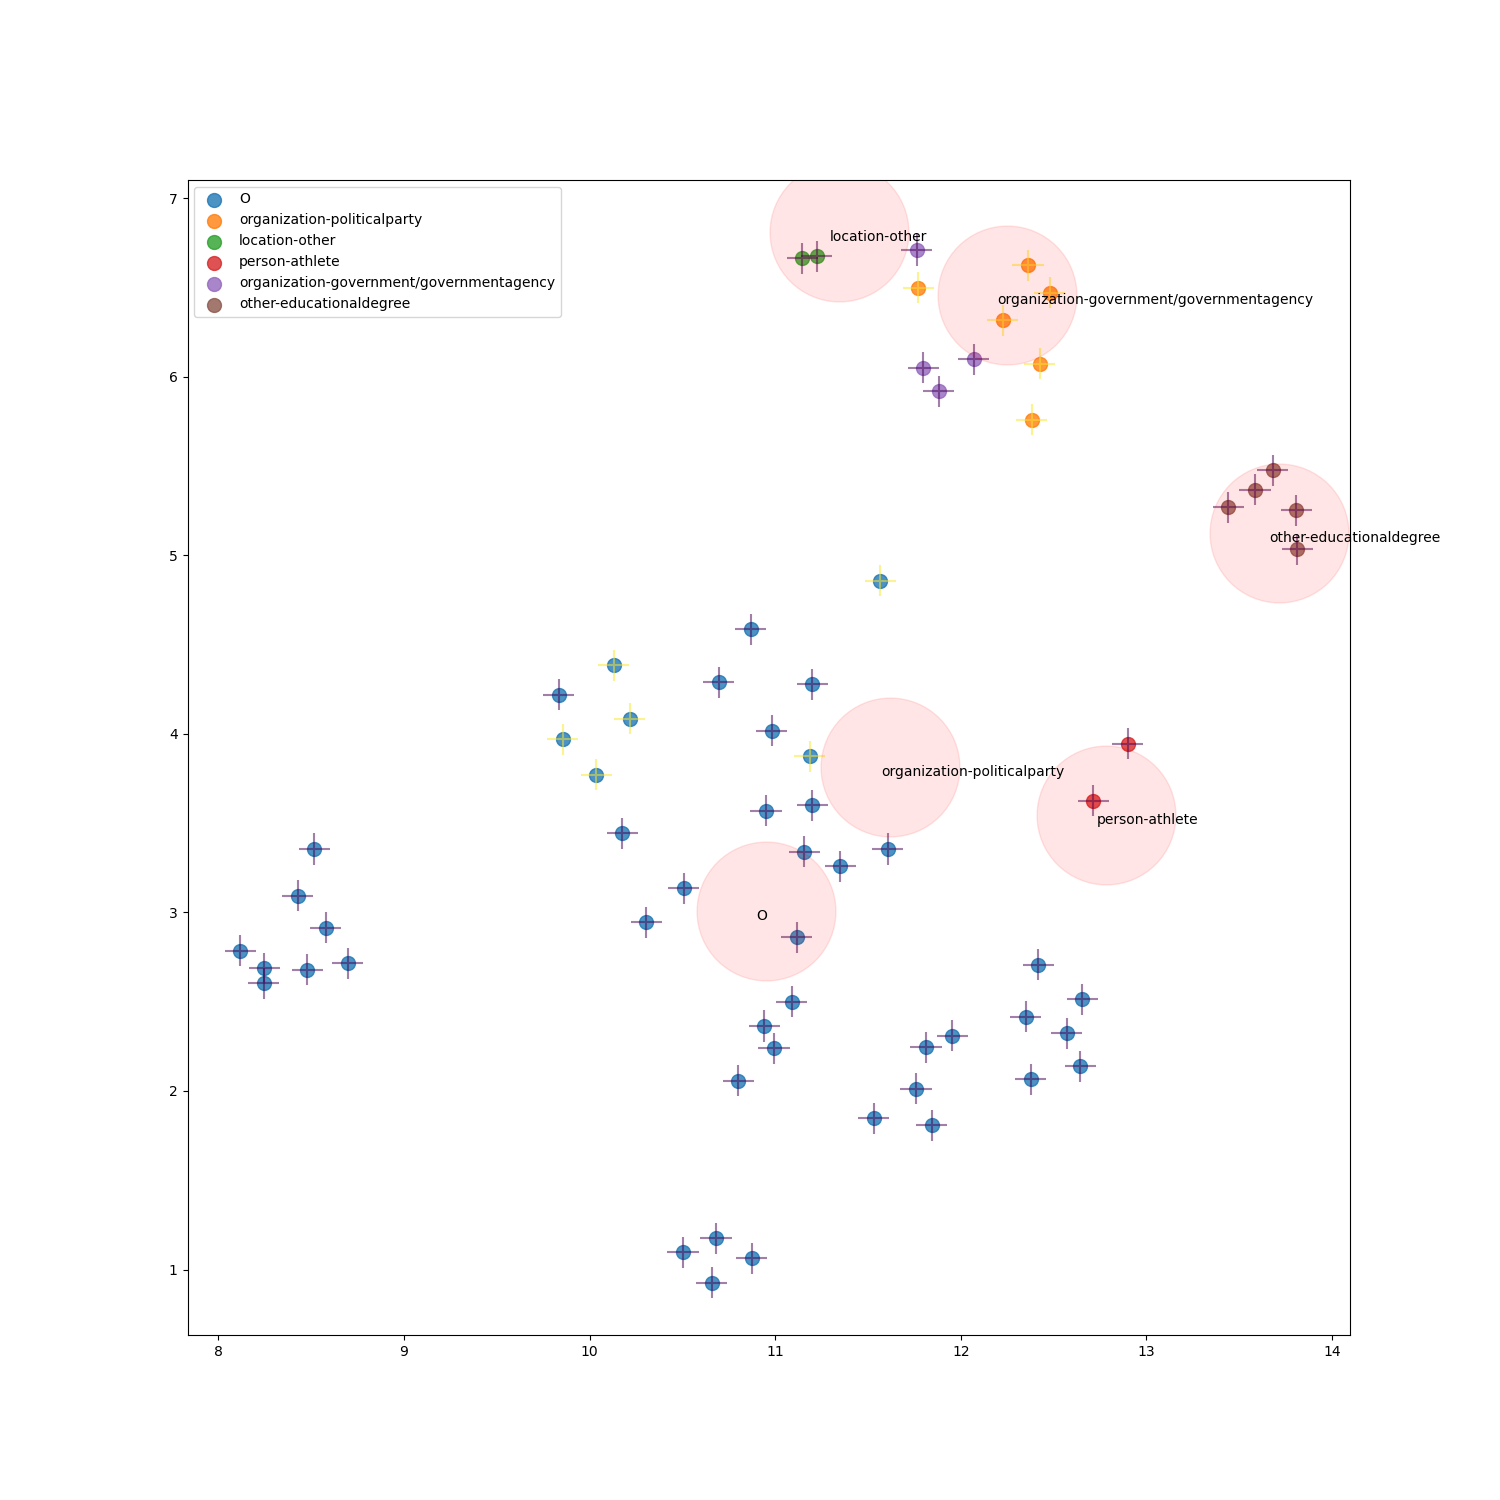 7
6
5
4
3
2
1
8
9
10
11
12
13
14
O
organization-politicalparty
location-other
person-athlete
organization-government/governmentagency
other-educationaldegree
location-other
organization-government/governmentagency
other-educationaldegree
organization-politicalparty
person-athlete
O